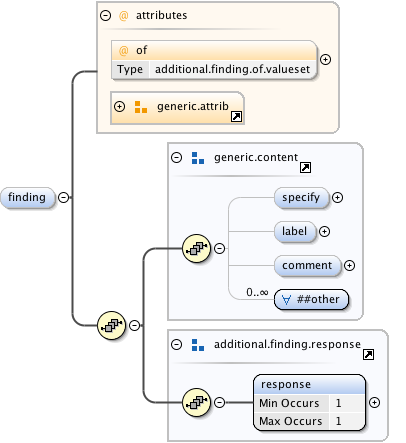 attributes
@ of
Type additional.finding.of.valueset
generic.attrib
finding
generic.content
specify
label
comment
0..∞
∀ ##other
additional.finding.response
response
Min Occurs 1
Max Occurs 1